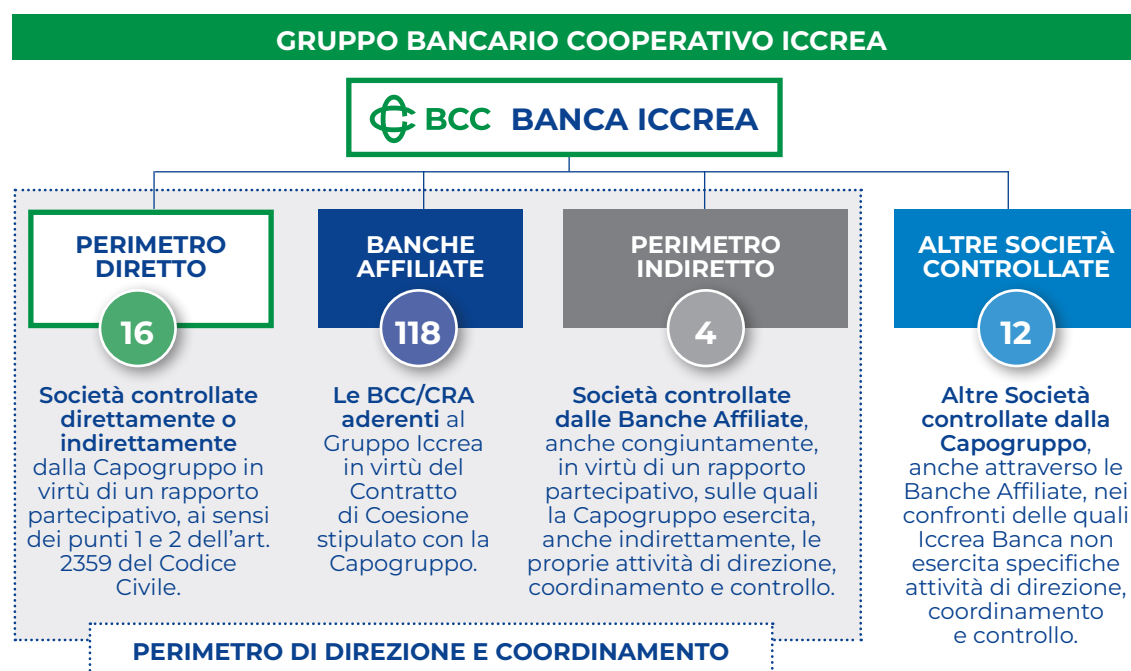 GRUPPO BANCARIO COOPERATIVO ICCREA
BCC BANCA ICCREA
PERIMETRO
DIRETTO
16
Società controllate
direttamente o
indirettamente
dalla Capogruppo in
virtù di un rapporto
partecipativo, ai sensi
dei punti 1 e 2 dell’art.
2359 del Codice
Civile.
BANCHE
AFFILIATE
118
Le BCC/CRA
aderenti al
Gruppo Iccrea
in virtù del
Contratto
di Coesione
stipulato con la
Capogruppo.
PERIMETRO
INDIRETTO
4
Società controllate
dalle Banche Affiliate,
anche congiuntamente,
in virtù di un rapporto
partecipativo, sulle quali
la Capogruppo esercita,
anche indirettamente, le
proprie attività di direzione,
coordinamento e controllo.
ALTRE SOCIETÀ
CONTROLLATE
12
Altre Società
controllate dalla
Capogruppo,
anche attraverso le
Banche Affiliate, nei
confronti delle quali
Iccrea Banca non
esercita specifiche
attività di direzione,
coordinamento
e controllo.
PERIMETRO DI DIREZIONE E COORDINAMENTO